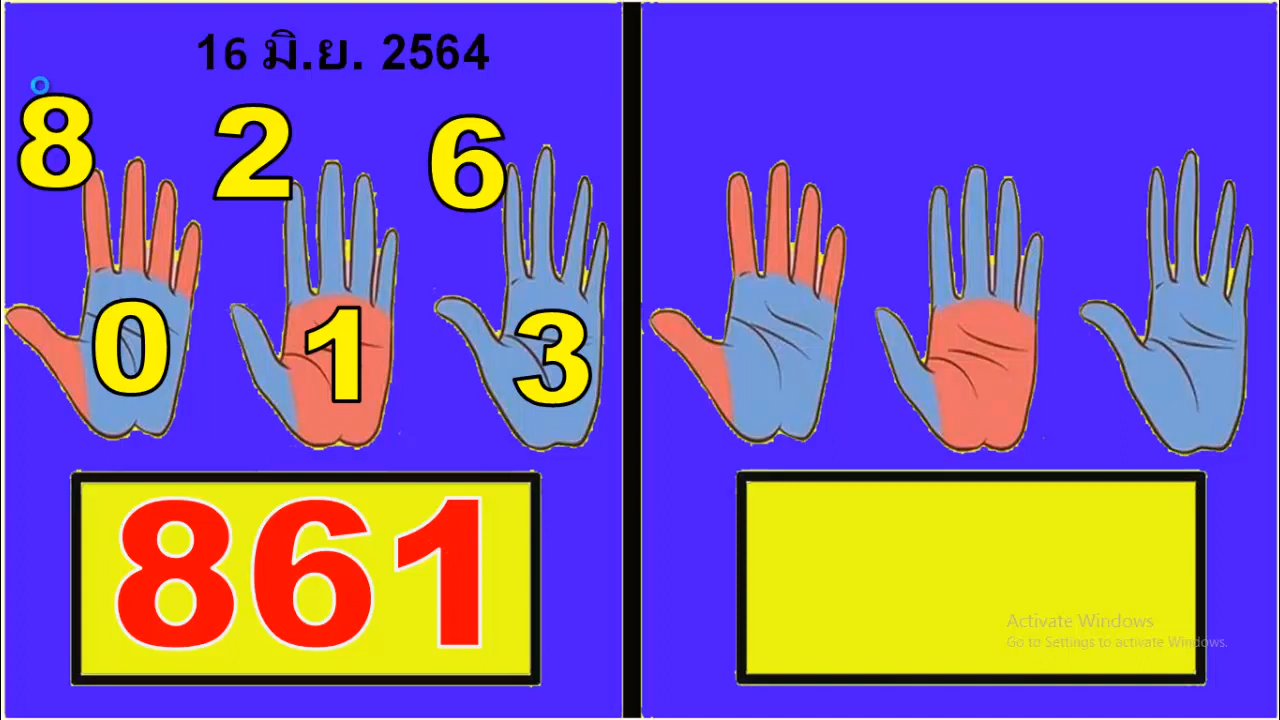 16 มิ.ย. 2564
8 2 6
0 1 3
861
Activate Windows
Go to Settings to activate Windows.